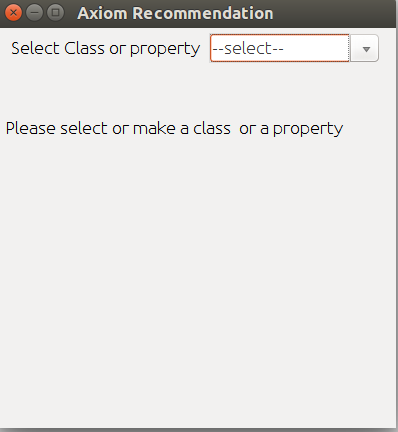 Axiom Recommendation
Select Class or property --select--
Please select or make a class or a property